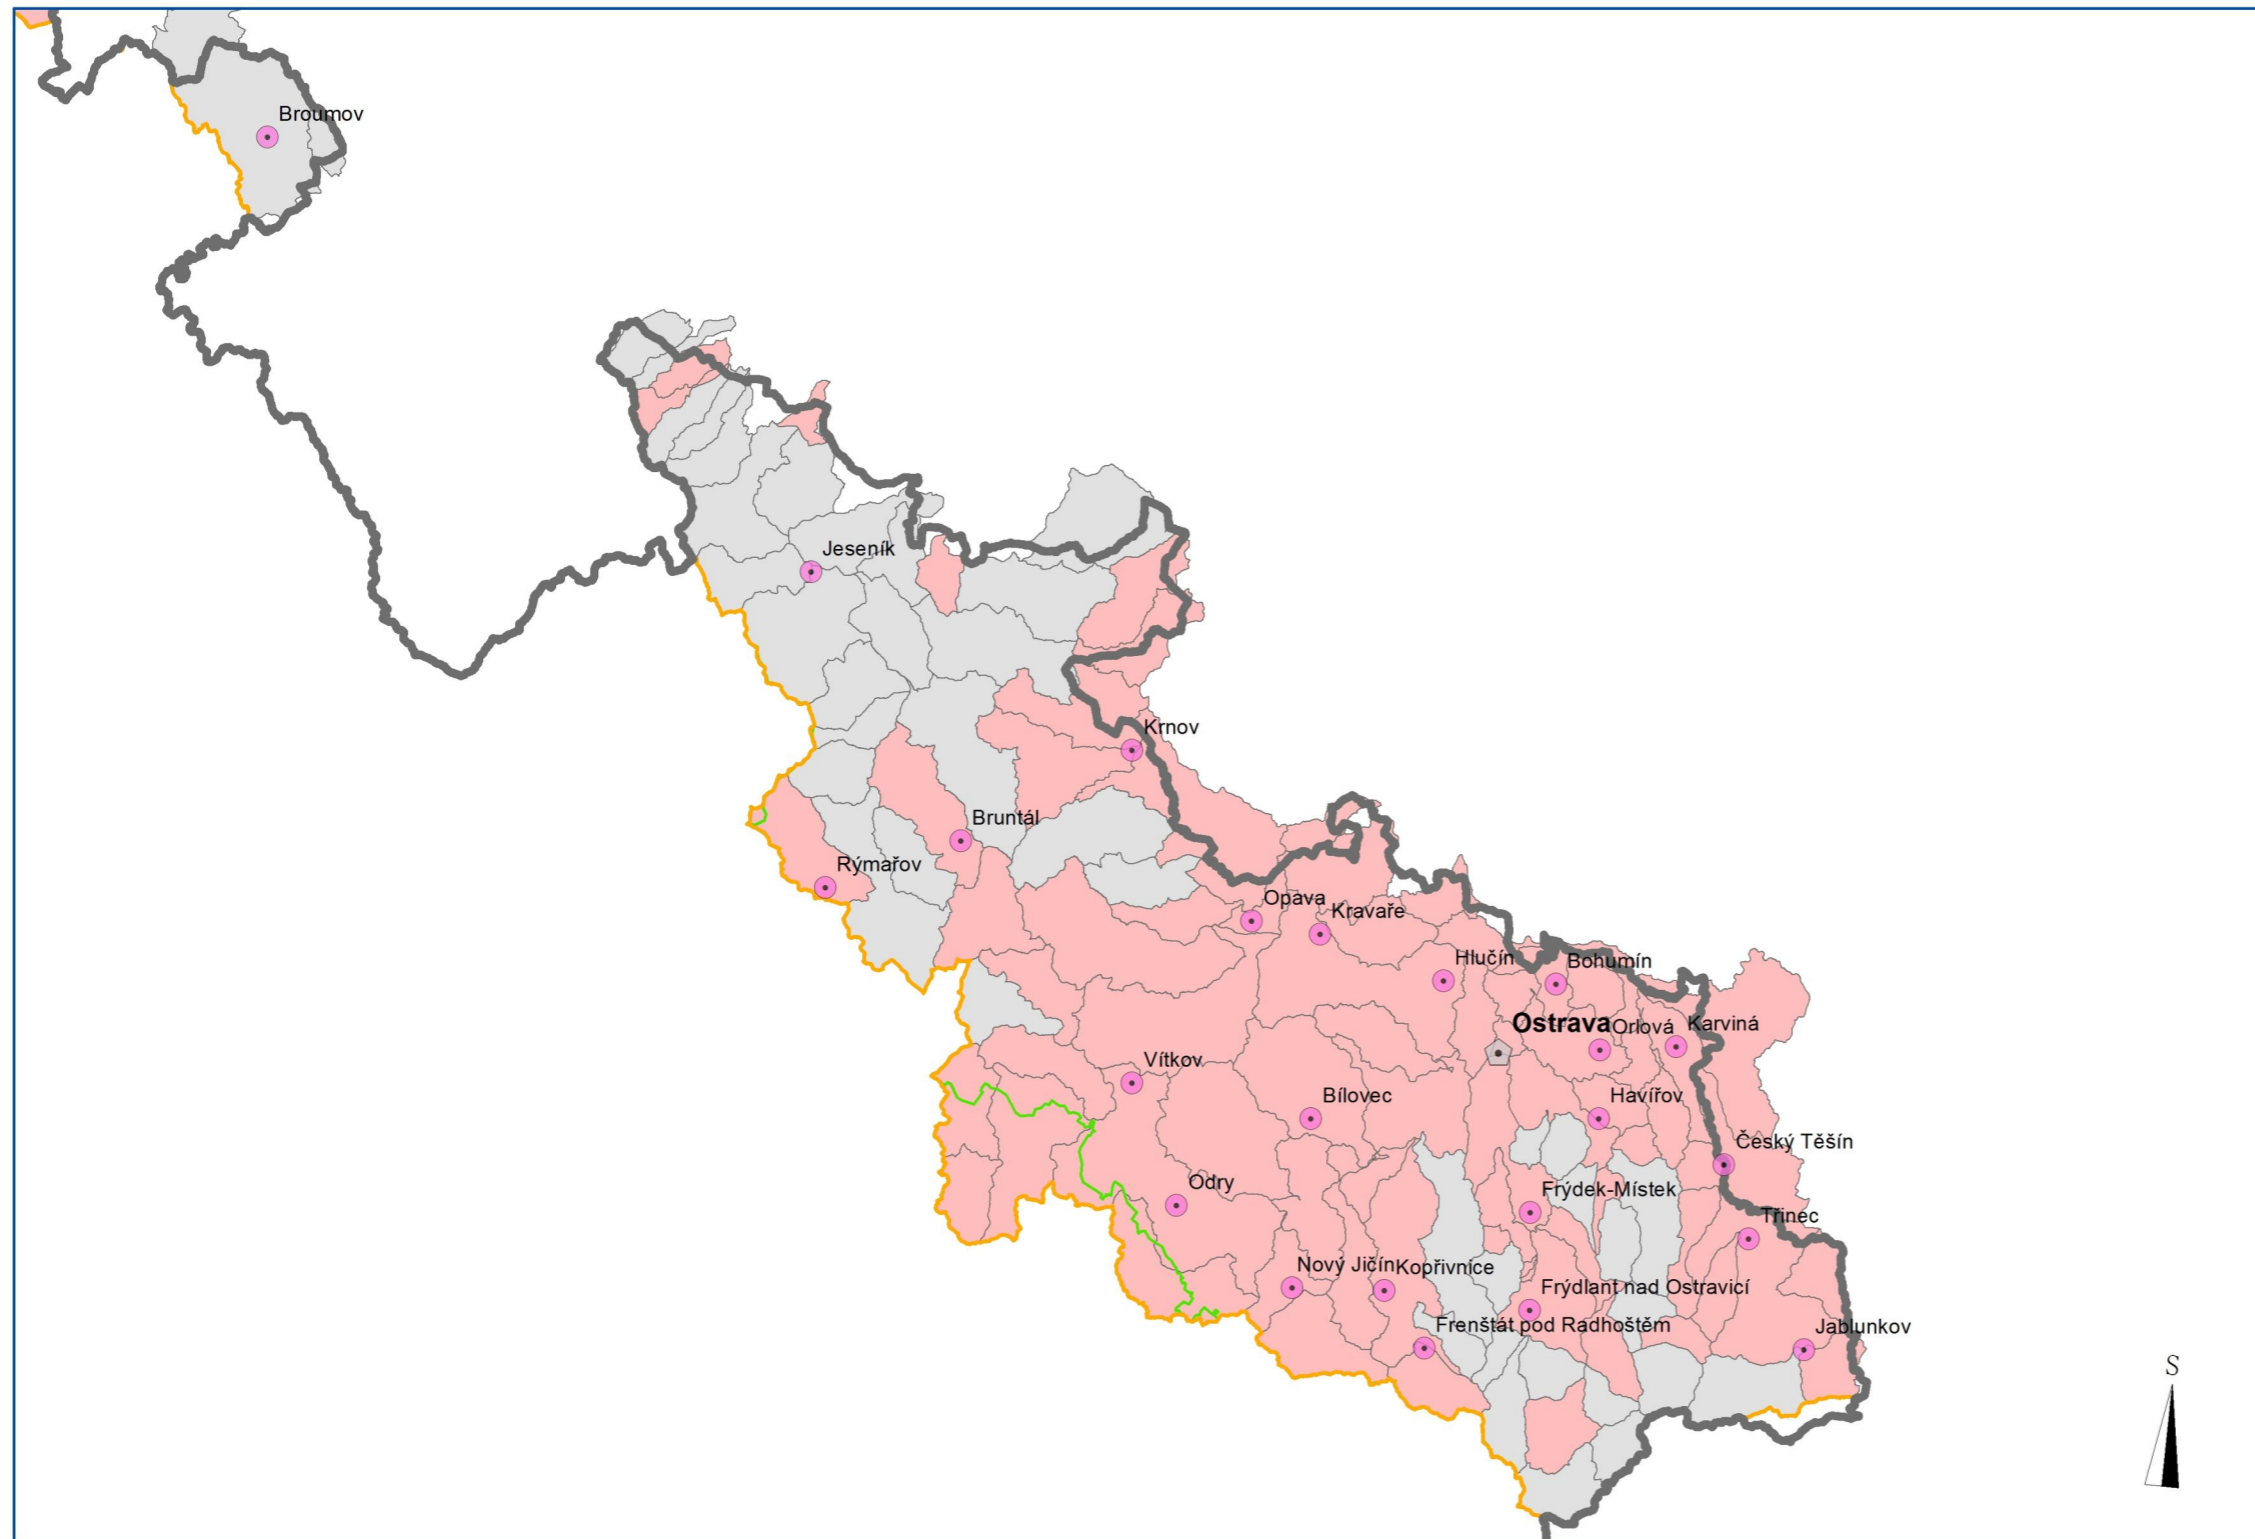 Broumov
Jeseník
Krnov
Bruntál
Rýmařov
Opava
Kravaře
Hlučín
Bohumín
Ostrava
Orlová
Karviná
Vítkov
Bílovec
Havířov
Český Těšín
Odry
Frýdek-Místek
Třinec
Nový Jičín
Kopřivnice
Frýdlant nad Ostravicí
Frenštát pod Radhoštěm
Jablunkov
S